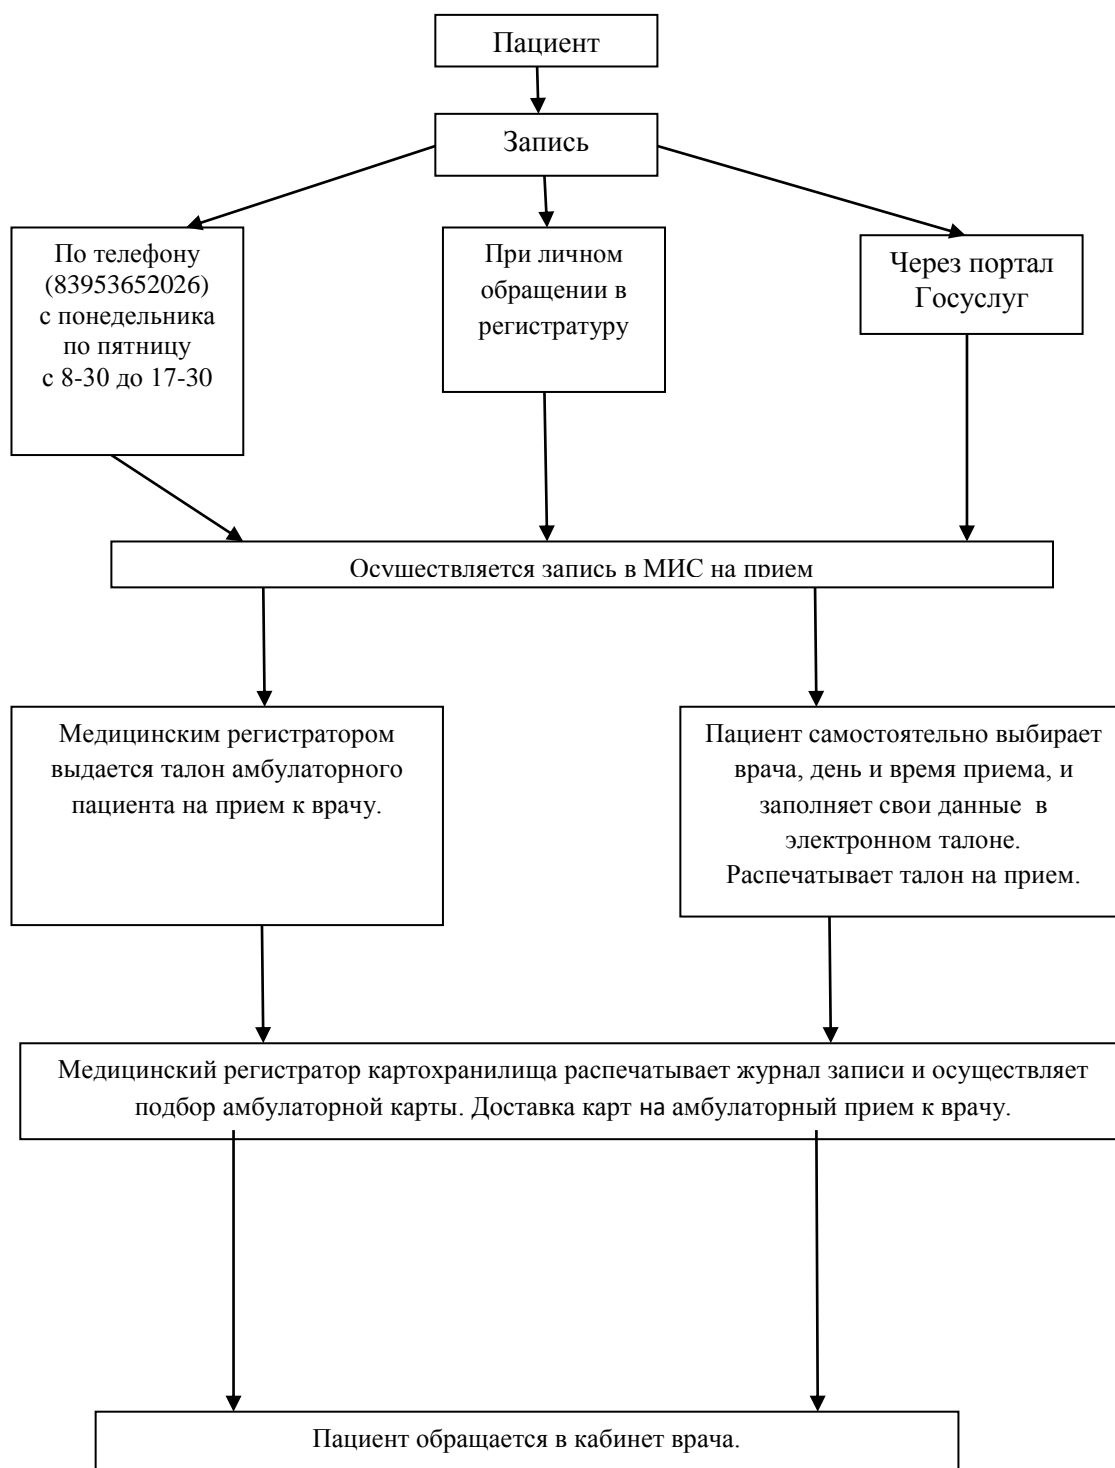 Пациент
Запись
По телефону
(83953652026)
с понедельника
по пятницу
с 8-30 до 17-30
При личном
обращении в
регистратуру
Через портал
Госуслуг
Осуществляется запись в МИС на прием
Медицинским регистратором
выдается талон амбулаторного
пациента на прием к врачу.
Пациент самостоятельно выбирает
врача, день и время приема, и
заполняет свои данные в
электронном талоне.
Распечатывает талон на прием.
Медицинский регистратор картохранилища распечатывает журнал записи и осуществляет
подбор амбулаторной карты. Доставка карт на амбулаторный прием к врачу.
Пациент обращается в кабинет врача.